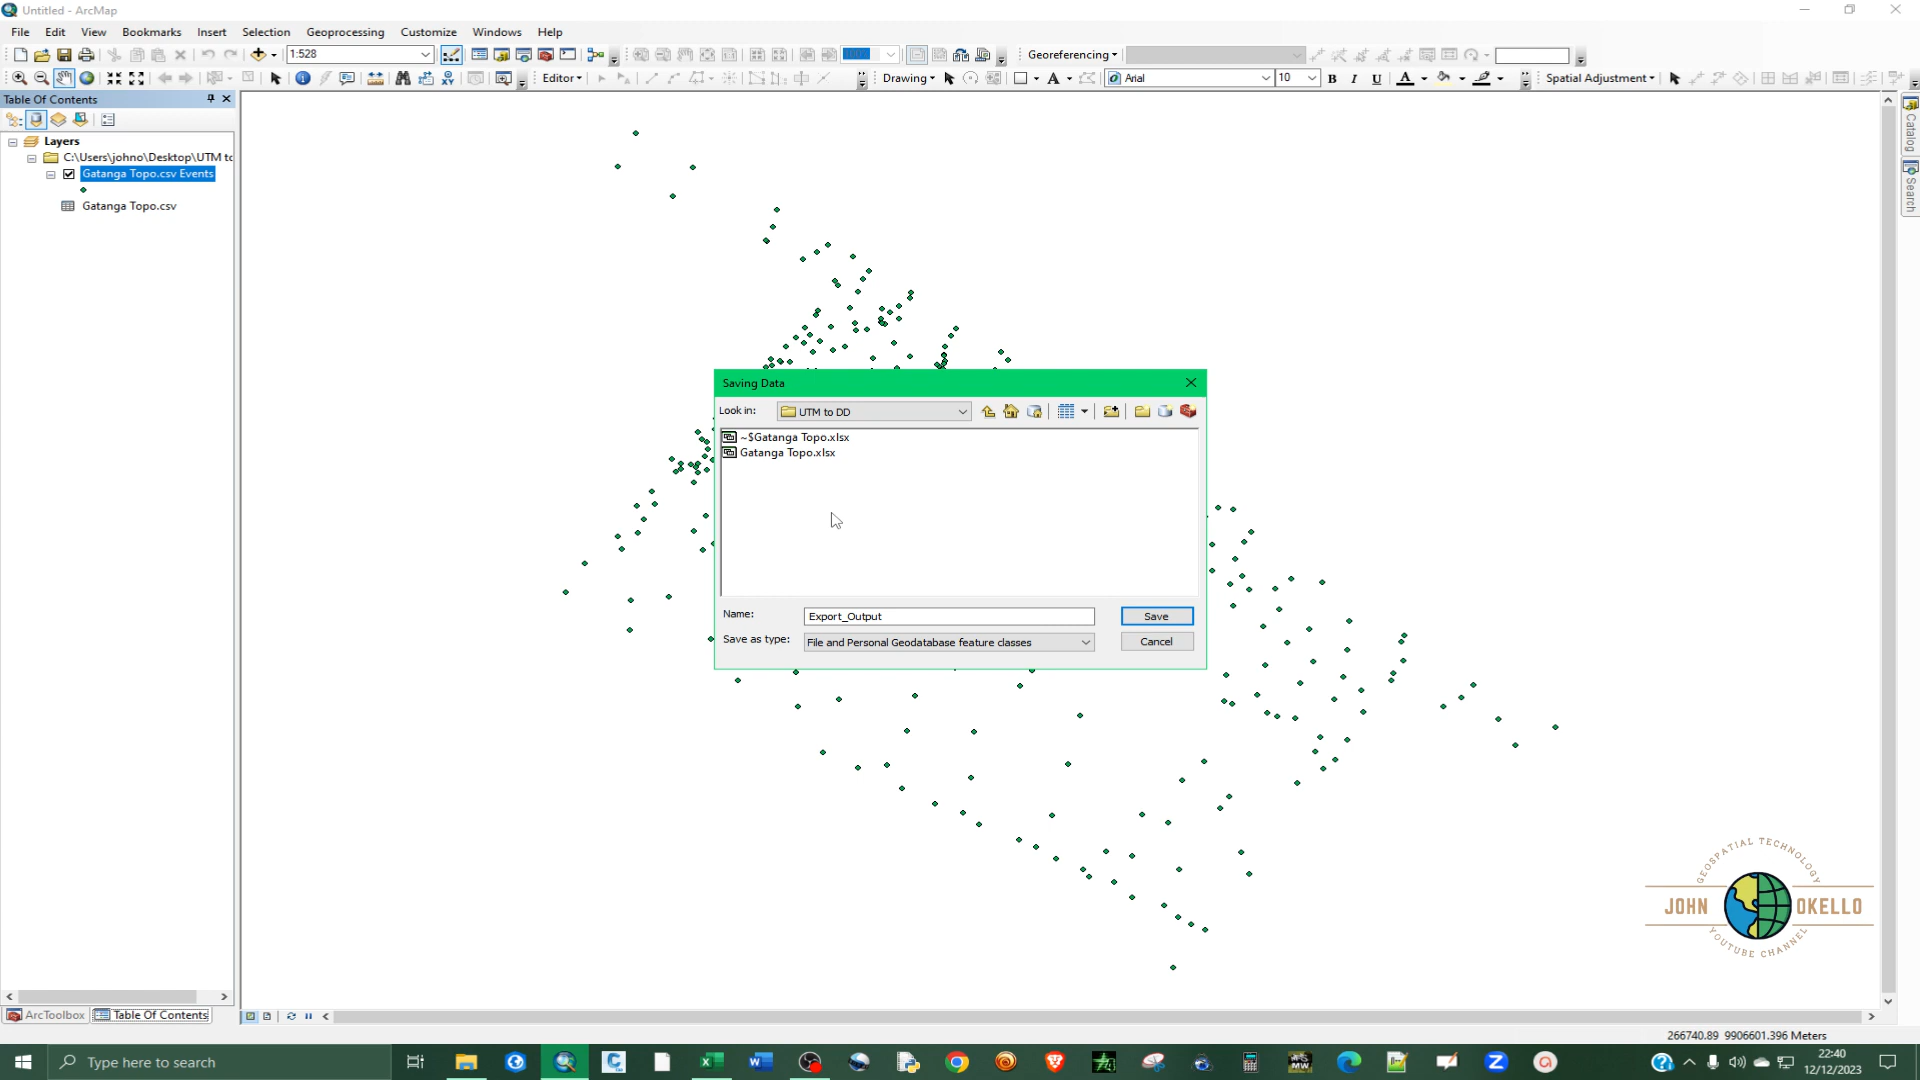 Untitled - ArcMap
File Edit View Bookmarks Insert Selection Geoprocessing Customize Windows Help
1:528
Georeferencing
Editor
Drawing
Arial
10
B I U A
Spatial Adjustment
Table Of Contents
Layers
C:\Users\johno\Desktop\UTM to
Gatanga Topo.csv Events
Gatanga Topo.csv
Catalog
Search
Saving Data
Look in:
UTM to DD
~$Gatanga Topo.xlsx
Gatanga Topo.xlsx
Name:
Export_Output
Save
Save as type:
File and Personal Geodatabase feature classes
Cancel
GEOSPATIAL TECHNOLOGY
JOHN OKELLO
YOUTUBE CHANNEL
ArcToolbox
Table Of Contents
266740.89 9906601.396 Meters
Type here to search
22:40
12/12/2023